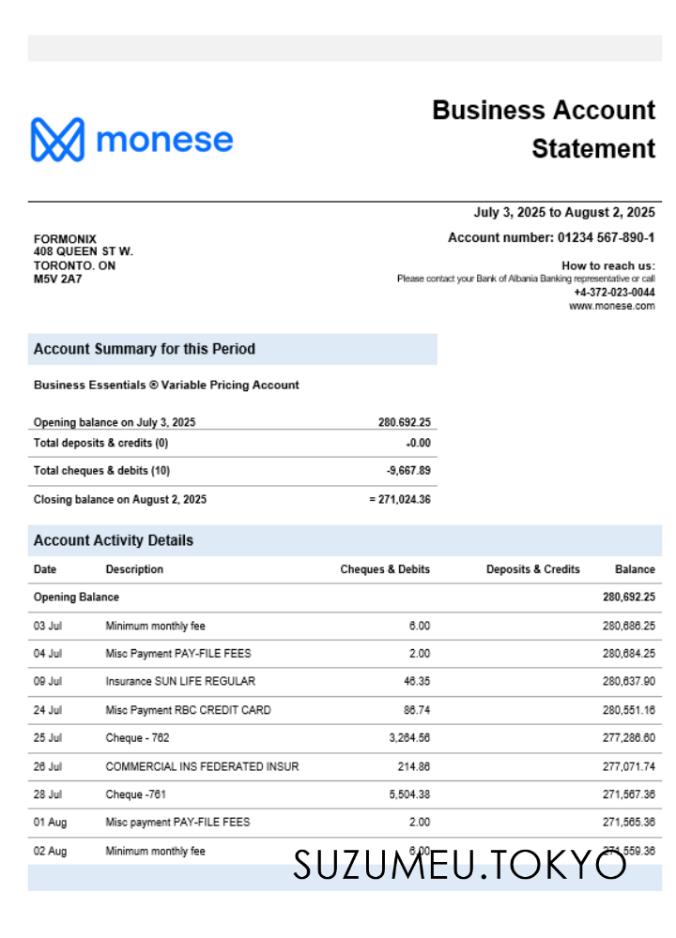 monese
Business Account
Statement
July 3, 2025 to August 2, 2025
Account number: 01234 567-890-1
FORMONIX
408 QUEEN ST W.
TORONTO. ON
M5V 2A7
How to reach us:
Please contact your Bank of Albania Banking representative or call
+4-372-023-0044
www.monese.com
Account Summary for this Period
Business Essentials ® Variable Pricing Account
Opening balance on July 3, 2025 280.692.25
Total deposits & credits (0) -0.00
Total cheques & debits (10) -9,667.89
Closing balance on August 2, 2025 = 271,024.36
Account Activity Details
Date Description Cheques & Debits Deposits & Credits Balance
Opening Balance 280,692.25
03 Jul Minimum monthly fee 6.00 280,686.25
04 Jul Misc Payment PAY-FILE FEES 2.00 280,684.25
09 Jul Insurance SUN LIFE REGULAR 46.35 280,637.90
24 Jul Misc Payment RBC CREDIT CARD 86.74 280,551.16
25 Jul Cheque - 762 3,264.56 277,286.60
26 Jul COMMERCIAL INS FEDERATED INSUR 214.86 277,071.74
28 Jul Cheque -761 5,504.38 271,567.36
01 Aug Misc payment PAY-FILE FEES 2.00 271,565.36
02 Aug Minimum monthly fee 6.00 271,559.36
SUZUMEU.TOKYO